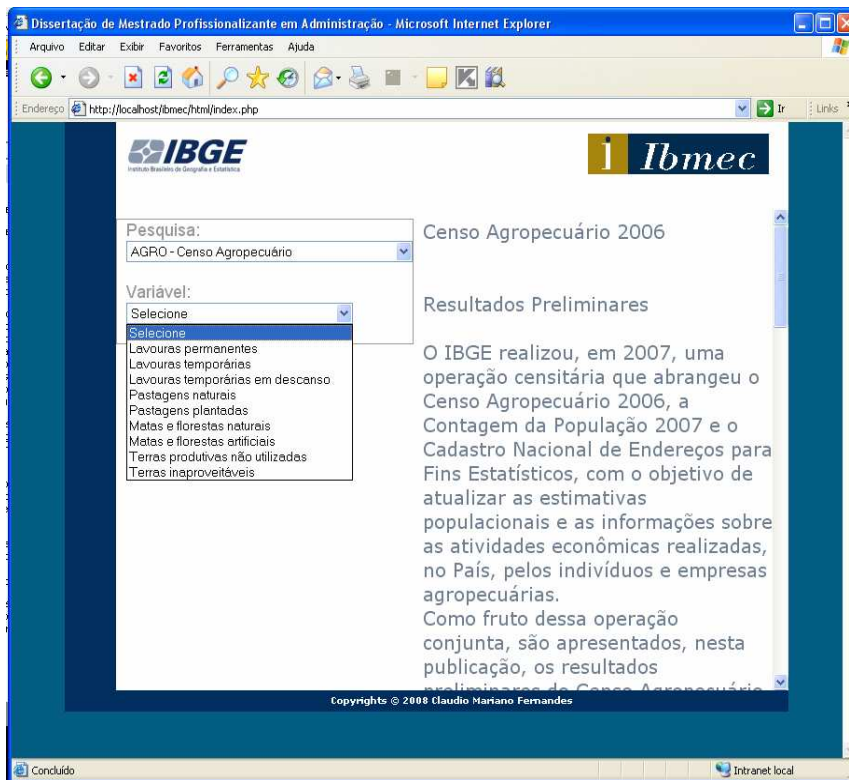 Dissertação de Mestrado Profissionalizante em Administração - Microsoft Internet Explorer
Arquivo Editar Exibir Favoritos Ferramentas Ajuda
Endereço http://localhost/ibmec/html/index.php Ir Links
IBGE
Instituto Brasileiro de Geografia e Estatística
i Ibmec
Pesquisa:
AGRO - Censo Agropecuário
Variável:
Selecione
Selecione
Lavouras permanentes
Lavouras temporárias
Lavouras temporárias em descanso
Pastagens naturais
Pastagens plantadas
Matas e florestas naturais
Matas e florestas artificiais
Terras produtivas não utilizadas
Terras inaproveitáveis
Censo Agropecuário 2006
Resultados Preliminares
O IBGE realizou, em 2007, uma
operação censitária que abrangeu o
Censo Agropecuário 2006, a
Contagem da População 2007 e o
Cadastro Nacional de Endereços para
Fins Estatísticos, com o objetivo de
atualizar as estimativas
populacionais e as informações sobre
as atividades econômicas realizadas,
no País, pelos indivíduos e empresas
agropecuárias.
Como fruto dessa operação
conjunta, são apresentados, nesta
publicação, os resultados
preliminares do Censo Agropecuário
Copyrights © 2008 Claudio Mariano Fernandes
Concluído
Intranet local